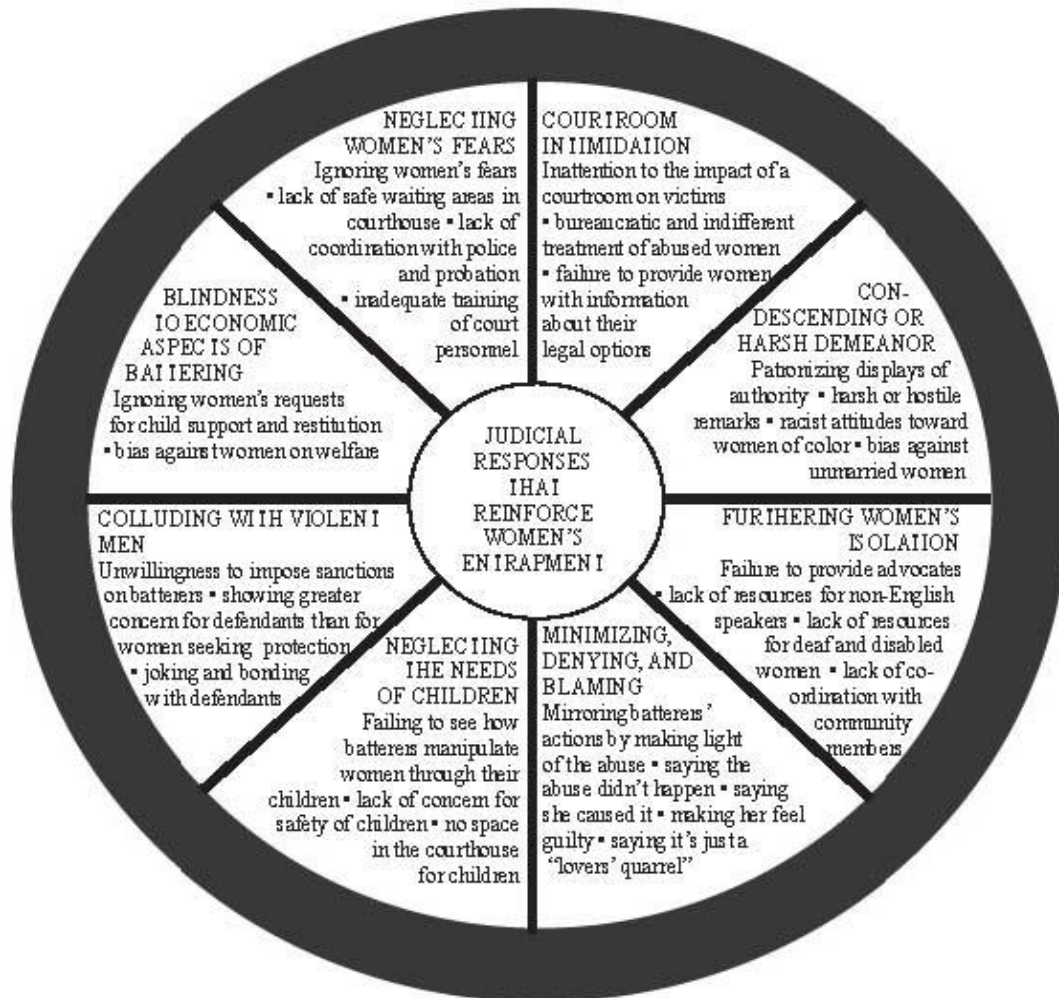 NEGLECTING
WOMEN'S FEARS
Ignoring women's fears
▪ lack of safe waiting areas in
courthouse ▪ lack of
coordination with police
and probation
▪ inadequate training
of court
personnel
COURTROOM
INTIMIDATION
Inattention to the impact of a
courtroom on victims
▪ bureaucratic and indifferent
treatment of abused women
▪ failure to provide women
with information
about their
legal options
CON-
DESCENDING OR
HARSH DEMEANOR
Patronizing displays of
authority ▪ harsh or hostile
remarks ▪ racist attitudes toward
women of color ▪ bias against
unmarried women
FURTHERING WOMEN'S
ISOLATION
Failure to provide advocates
▪ lack of resources for non-English
speakers ▪ lack of resources
for deaf and disabled
women ▪ lack of co-
ordination with
community
members
MINIMIZING,
DENYING, AND
BLAMING
Mirroring batterers'
actions by making light
of the abuse ▪ saying the
abuse didn't happen ▪ saying
she caused it ▪ making her feel
guilty ▪ saying it's just a
"lovers' quarrel"
NEGLECTING
THE NEEDS
OF CHILDREN
Failing to see how
batterers manipulate
women through their
children ▪ lack of concern for
safety of children ▪ no space
in the courthouse
for children
COLLUDING WITH VIOLENT
MEN
Unwillingness to impose sanctions
on batterers ▪ showing greater
concern for defendants than for
women seeking protection
▪ joking and bonding
with defendants
BLINDNESS
TO ECONOMIC
ASPECTS OF
BATTERING
Ignoring women's requests
for child support and restitution
▪ bias against women on welfare
JUDICIAL
RESPONSES
THAT
REINFORCE
WOMEN'S
ENTRAPMENT